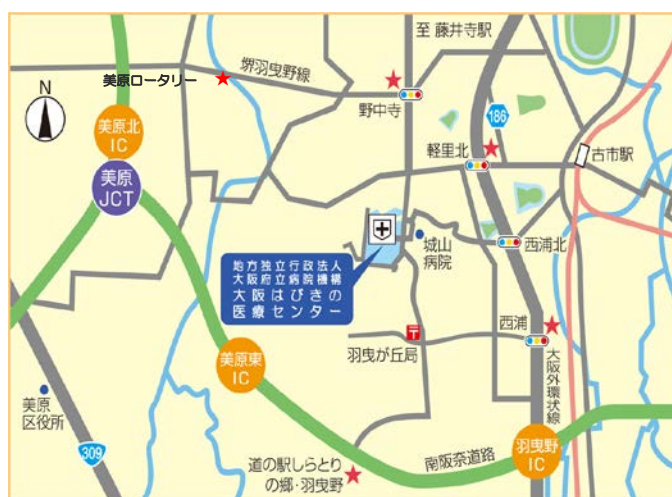 至 藤井寺駅
美原ロータリー
堺羽曳野線
N
野中寺
186
美原北
IC
軽里北
古市駅
美原
JCT
地方独立行政法人
大阪府立病院機構
大阪はびきの
医療センター
城山
病院
西浦北
西浦
羽曳が丘局
大阪外環状線
美原東
IC
美原
区役所
309
道の駅しらとり
の郷・羽曳野
南阪奈道路
羽曳野
IC